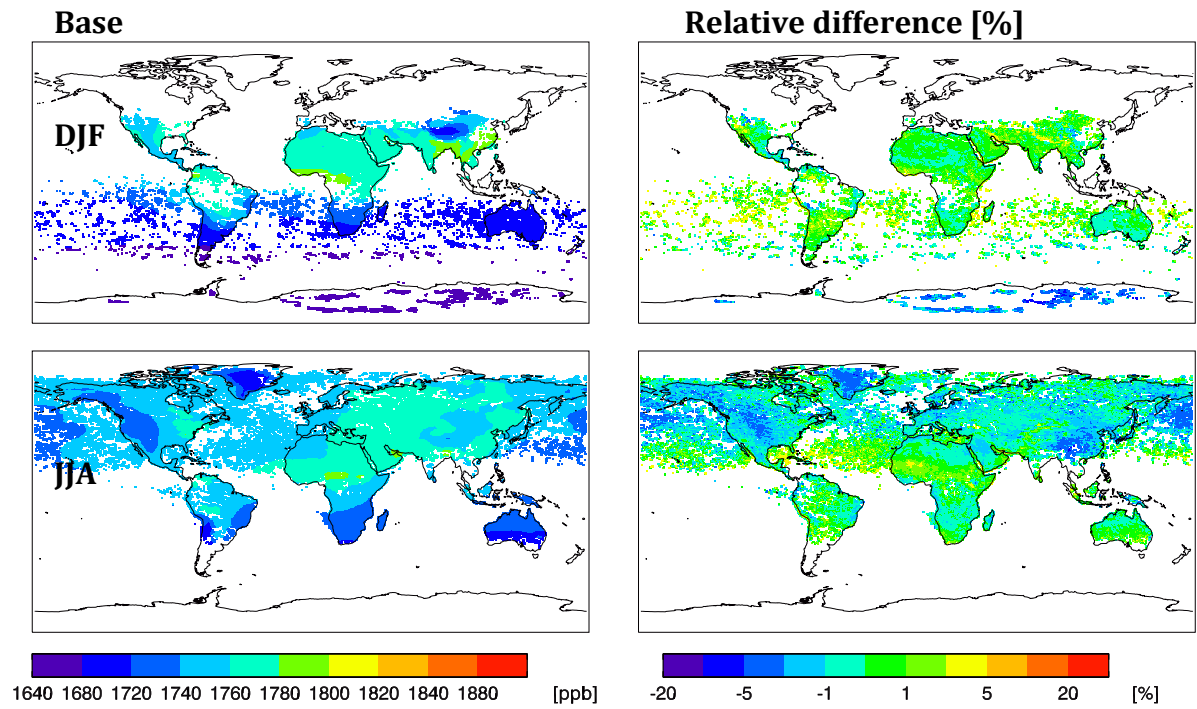 Base
Relative difference [%]
DJF
JJA
1640 1680 1720 1740 1760 1780 1800 1820 1840 1880 [ppb]
-20 -5 -1 1 5 20 [%]